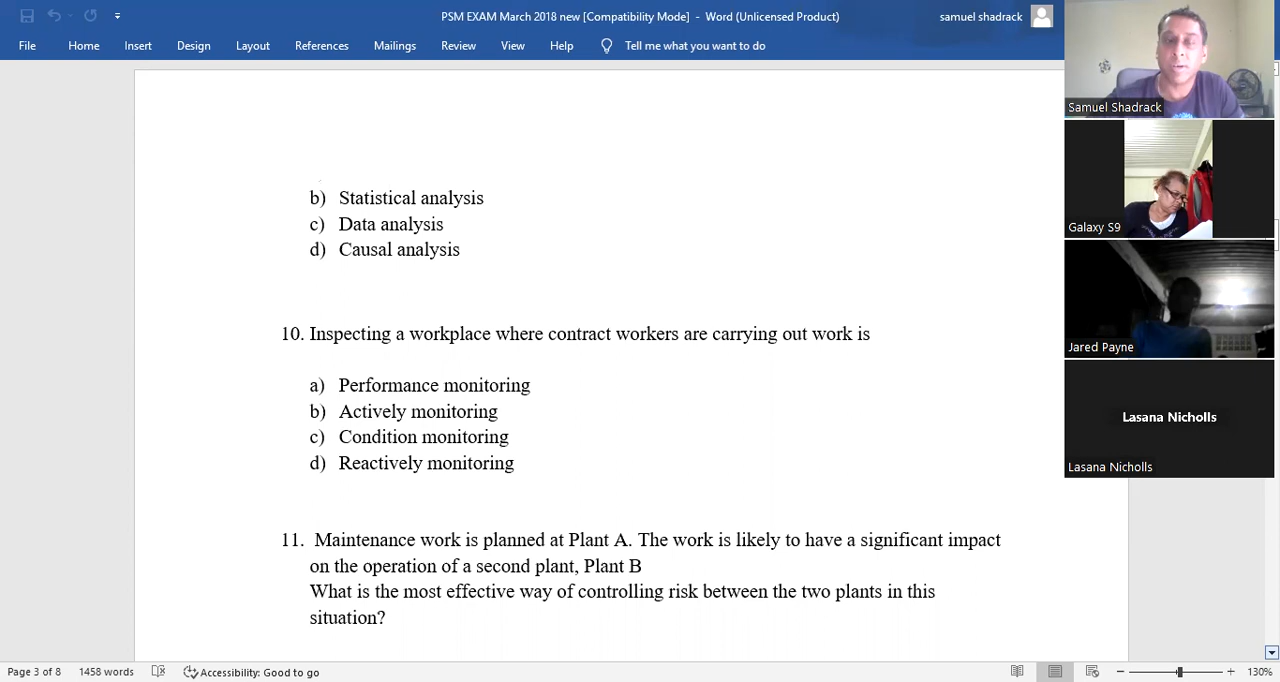 PSM EXAM March 2018 new [Compatibility Mode] - Word (Unlicensed Product)
samuel shadrack
File Home Insert Design Layout References Mailings Review View Help Tell me what you want to do
b) Statistical analysis
c) Data analysis
d) Causal analysis
10. Inspecting a workplace where contract workers are carrying out work is
a) Performance monitoring
b) Actively monitoring
c) Condition monitoring
d) Reactively monitoring
11. Maintenance work is planned at Plant A. The work is likely to have a significant impact
on the operation of a second plant, Plant B
What is the most effective way of controlling risk between the two plants in this
situation?
Samuel Shadrack
Galaxy S9
Jared Payne
Lasana Nicholls
Lasana Nicholls
Page 3 of 8 1458 words Accessibility: Good to go 130%